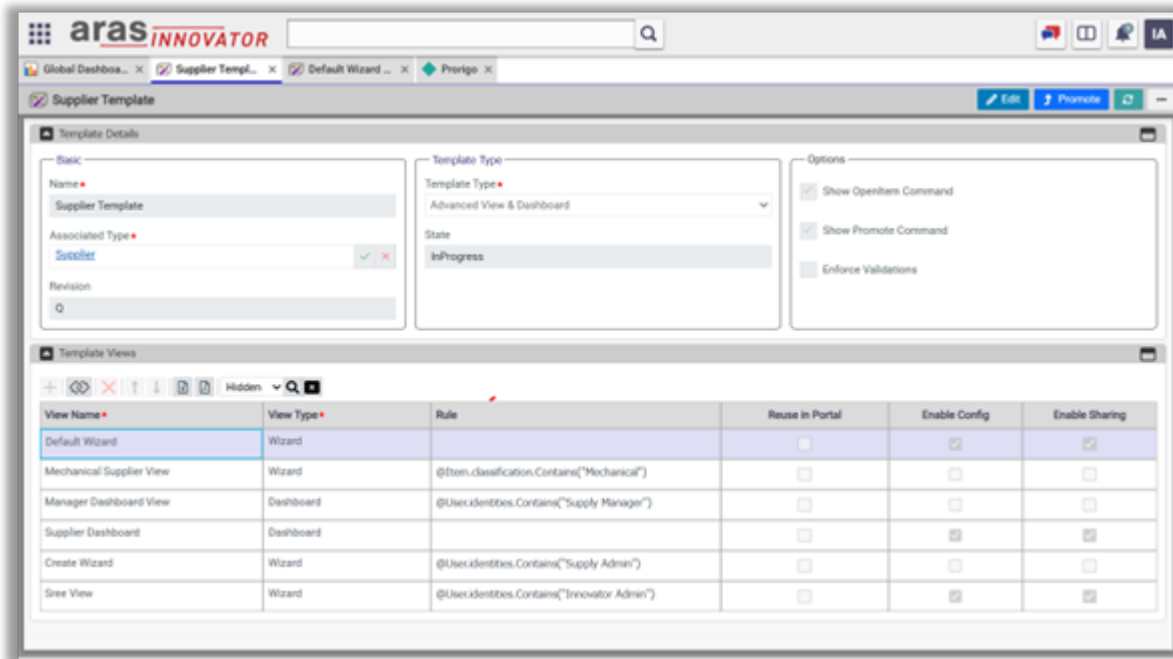 aras INNOVATOR
IA
Global Dashboa... Supplier Templ... Default Wizard ... Prorigo
Supplier Template Edit Promote
Template Details
Basic Template Type Options
Name Template Type Show OpenItem Command
Supplier Template Advanced View & Dashboard
Associated Type State Show Promote Command
Supplier InProgress
Enforce Validations
Revision
Q
Template Views
Hidden
View Name View Type Rule Reuse in Portal Enable Config Enable Sharing
Default Wizard Wizard
Mechanical Supplier View Wizard @Item.classification.Contains("Mechanical")
Manager Dashboard View Dashboard @User.identities.Contains("Supply Manager")
Supplier Dashboard Dashboard
Create Wizard Wizard @User.identities.Contains("Supply Admin")
Sree View Wizard @User.identities.Contains("Innovator Admin")